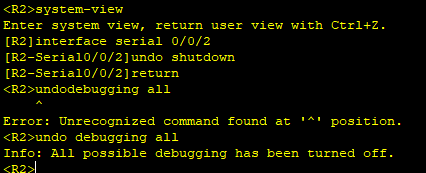 <R2>system-view
Enter system view, return user view with Ctrl+Z.
[R2]interface serial 0/0/2
[R2-Serial0/0/2]undo shutdown
[R2-Serial0/0/2]return
<R2>undodebugging all
    ^
Error: Unrecognized command found at '^' position.
<R2>undo debugging all
Info: All possible debugging has been turned off.
<R2>